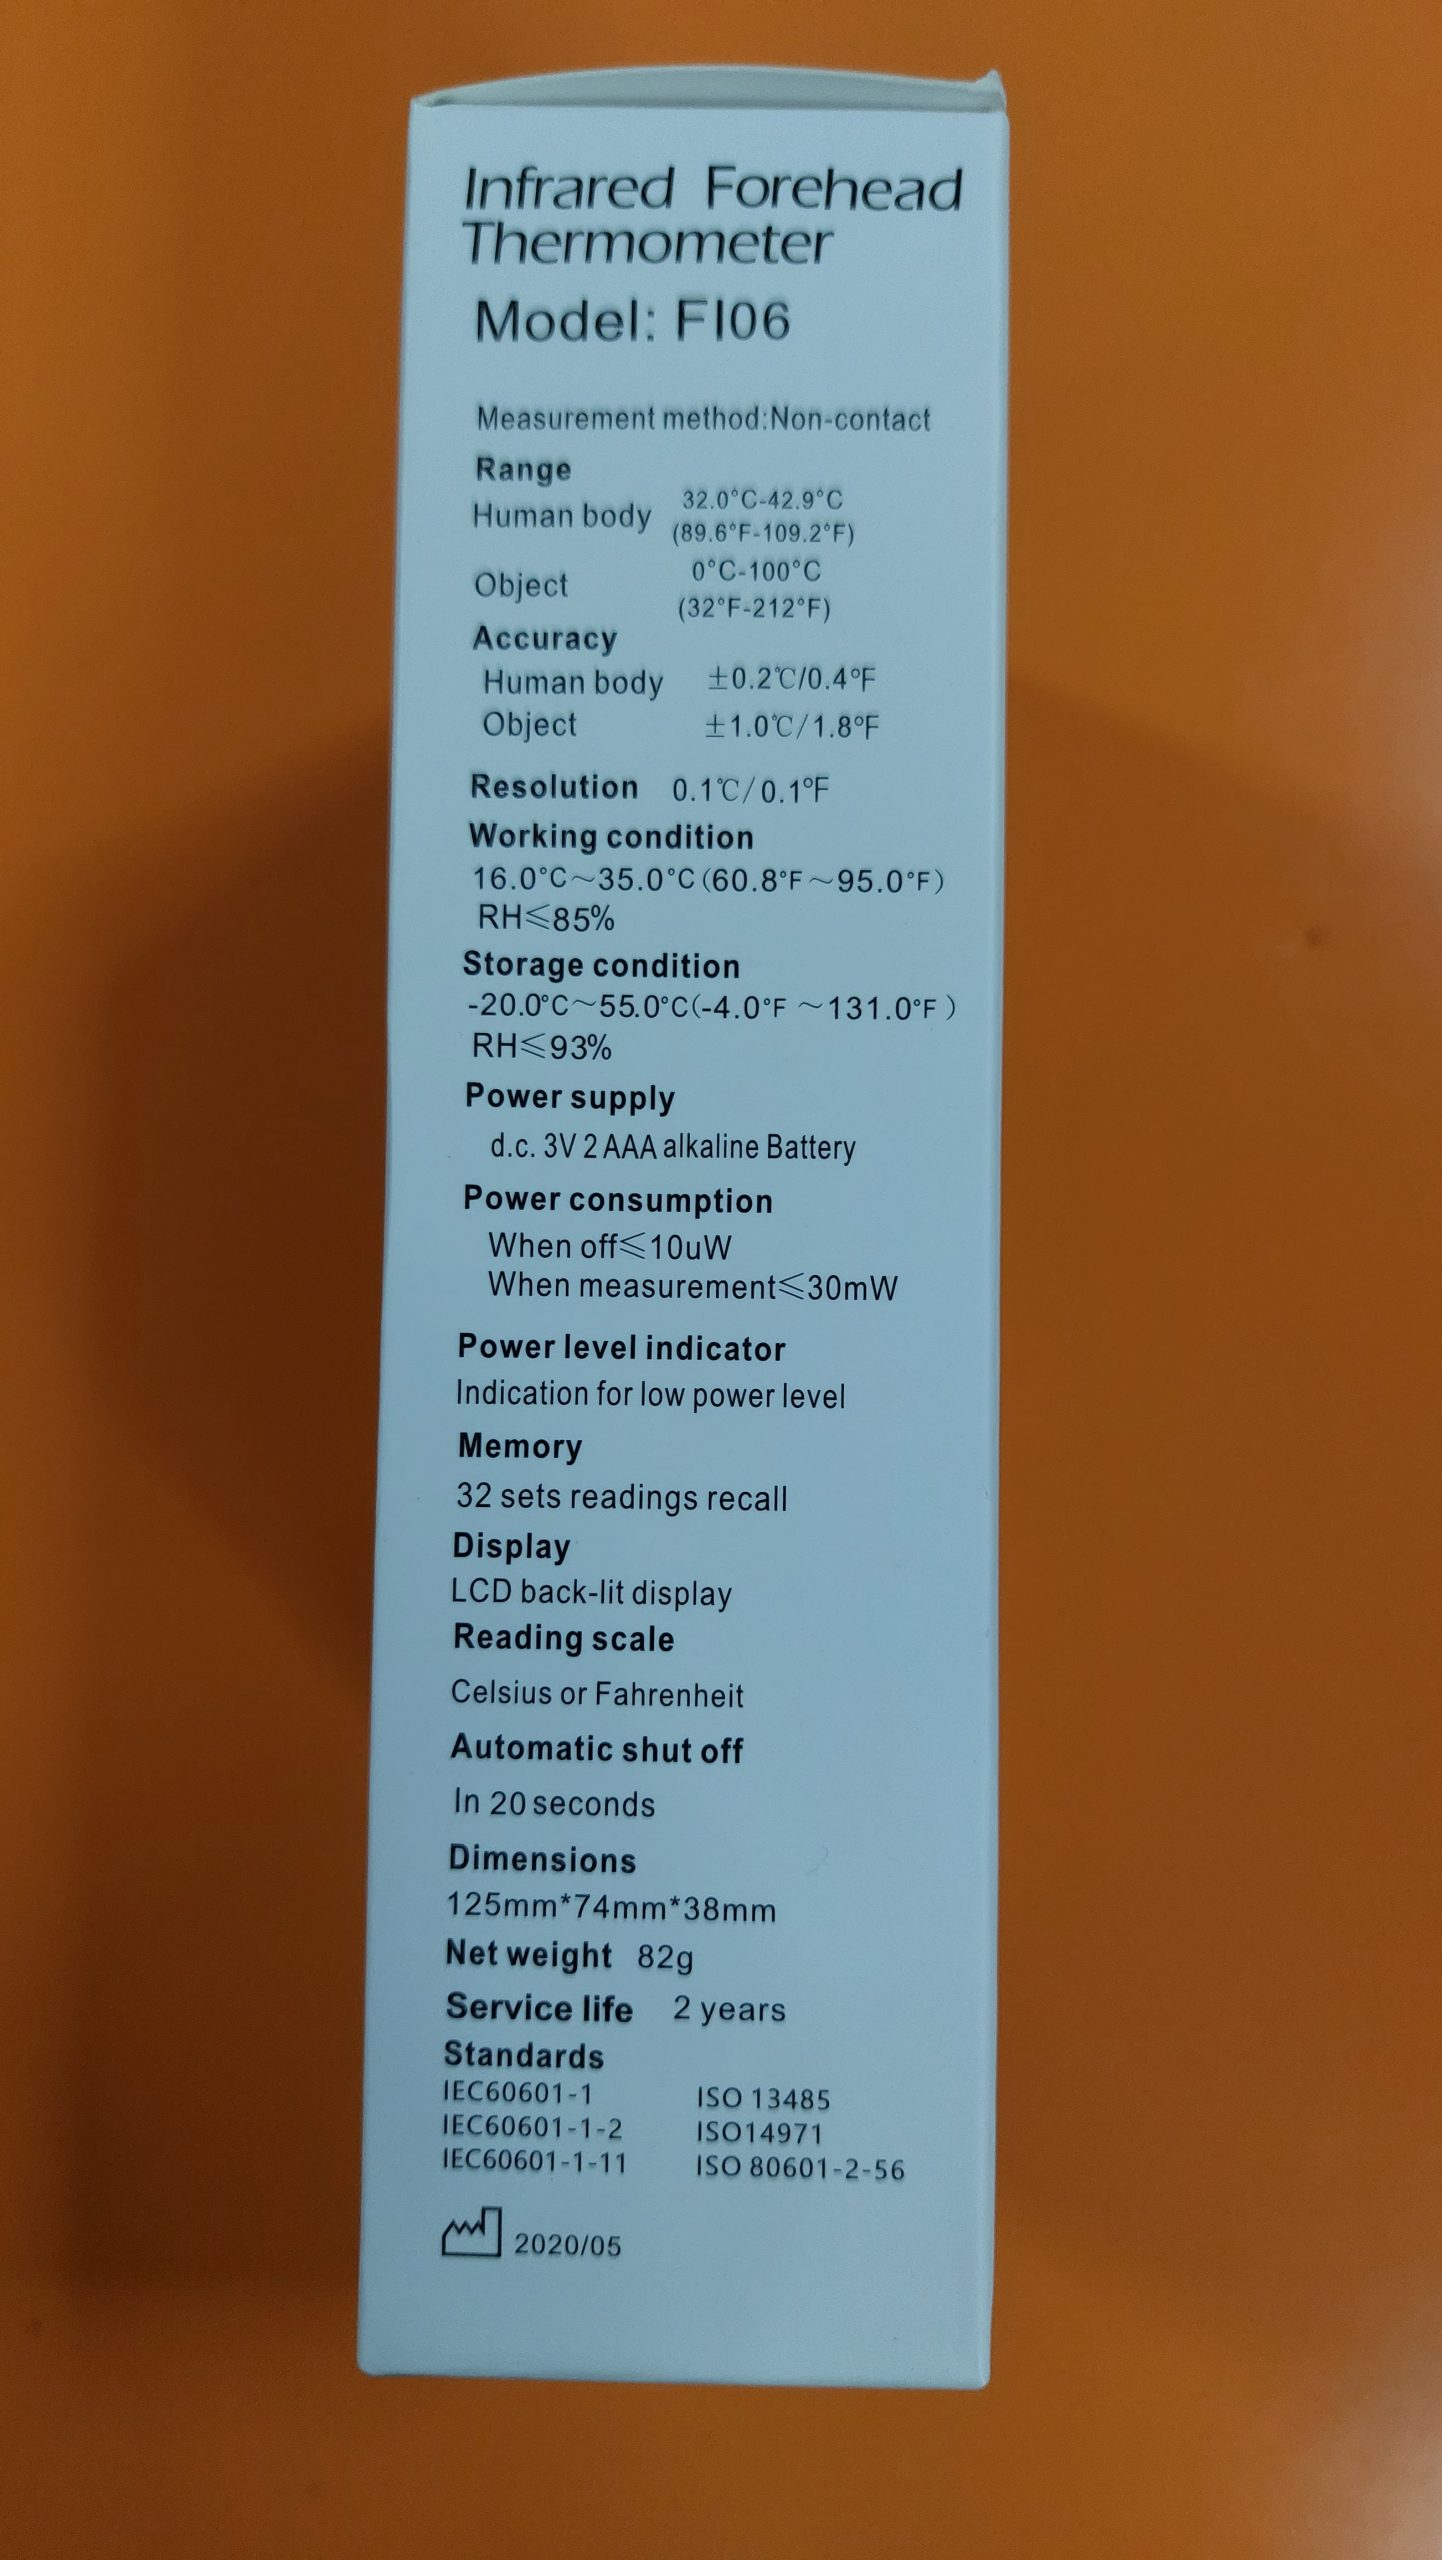 Infrared Forehead
Thermometer
Model: FI06
Measurement method:Non-contact
Range
Human body 32.0°C-42.9°C
(89.6°F-109.2°F)
Object 0°C-100°C
(32°F-212°F)
Accuracy
Human body ±0.2℃/0.4℉
Object ±1.0℃/1.8℉
Resolution 0.1℃/0.1℉
Working condition
16.0°C～35.0°C(60.8°F～95.0°F)
RH≤85%
Storage condition
-20.0°C～55.0°C(-4.0°F ～131.0°F )
RH≤93%
Power supply
d.c. 3V 2 AAA alkaline Battery
Power consumption
When off≤10uW
When measurement≤30mW
Power level indicator
Indication for low power level
Memory
32 sets readings recall
Display
LCD back-lit display
Reading scale
Celsius or Fahrenheit
Automatic shut off
In 20 seconds
Dimensions
125mm*74mm*38mm
Net weight 82g
Service life 2 years
Standards
IEC60601-1 ISO 13485
IEC60601-1-2 ISO14971
IEC60601-1-11 ISO 80601-2-56
2020/05